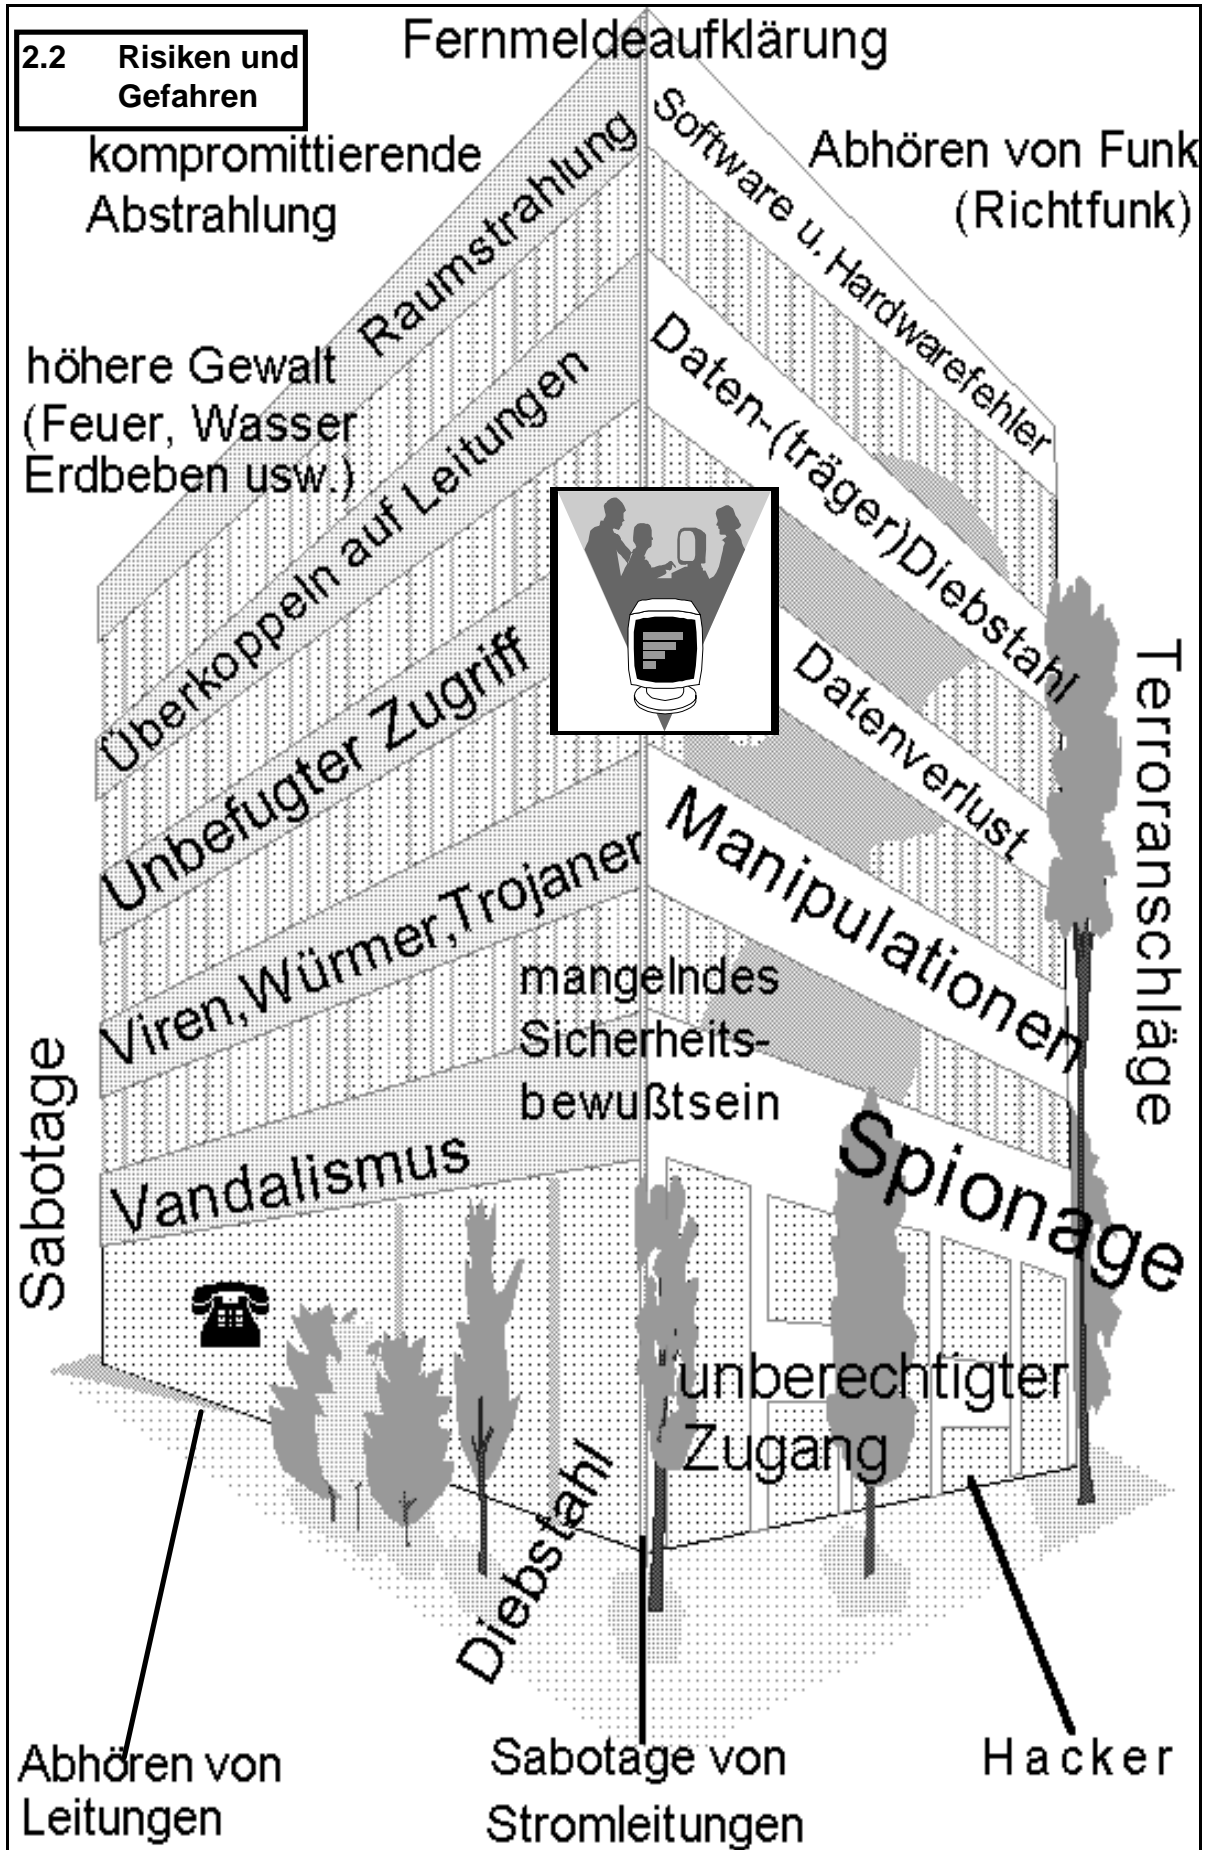 2.2 Risiken und
Gefahren
Fernmeldeaufklärung
kompromittierende
Abstrahlung
Abhören von Funk
(Richtfunk)
Raumstrahlung
Software u. Hardwarefehler
höhere Gewalt
(Feuer, Wasser
Erdbeben usw.)
Überkoppeln auf Leitungen
Daten-(träger)Diebstahl
Unbefugter Zugriff
Datenverlust
Terroranschläge
Viren,Würmer,Trojaner
Manipulationen
mangelndes
Sicherheits-
bewußtsein
Sabotage
Vandalismus
Spionage
unberechtigter
Zugang
Diebstahl
Abhören von
Leitungen
Sabotage von
Stromleitungen
Hacker